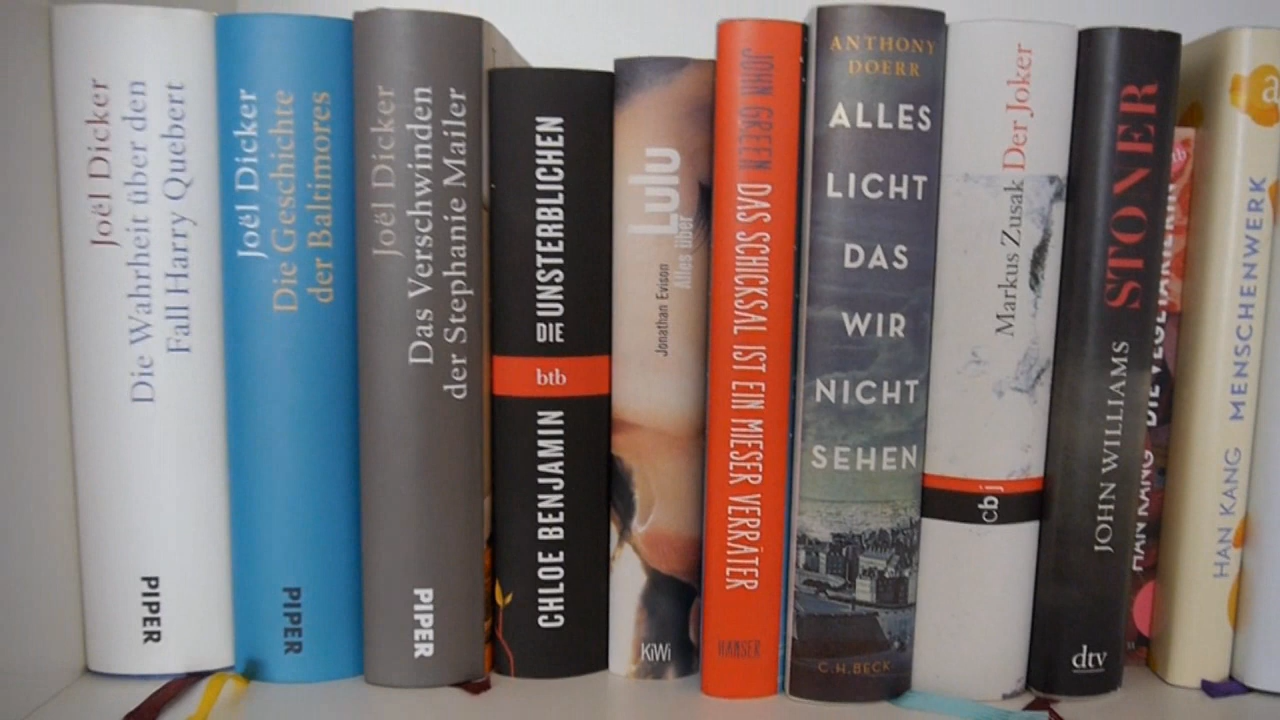 Joël Dicker
Die Wahrheit über den
Fall Harry Quebert
PIPER
Joël Dicker
Die Geschichte
der Baltimores
PIPER
Joël Dicker
Das Verschwinden
der Stephanie Mailer
PIPER
CHLOE BENJAMIN
btb
DIE UNSTERBLICHEN
Jonathan Evison
Alles über
Lulu
KiWi
JOHN GREEN DAS SCHICKSAL IST EIN MIESER VERRÄTER
HANSER
ANTHONY
DOERR
ALLES
LICHT
DAS
WIR
NICHT
SEHEN
C.H.BECK
Markus Zusak Der Joker
cbj
JOHN WILLIAMS STONER
dtv
HAN KANG DIE VEGETARIERIN
tb
HAN KANG MENSCHENWERK
a